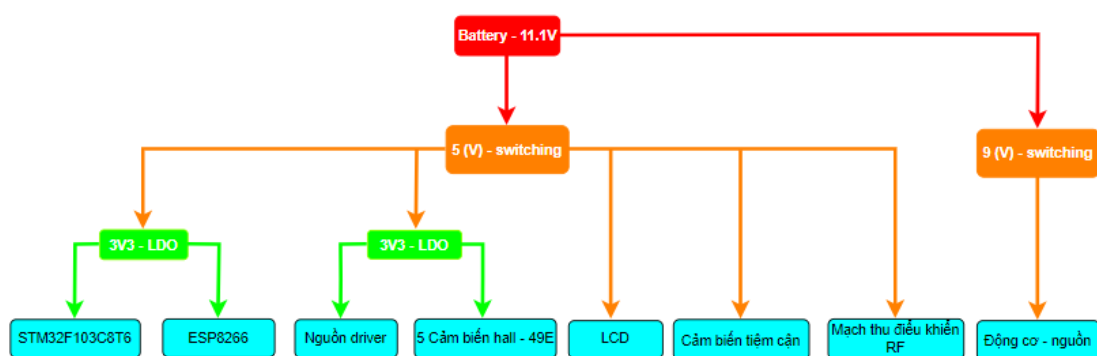 Battery - 11.1V
5 (V) - switching
9 (V) - switching
3V3 - LDO
3V3 - LDO
STM32F103C8T6
ESP8266
Nguồn driver
5 Cảm biến hall - 49E
LCD
Cảm biến tiệm cận
Mạch thu điều khiển
RF
Động cơ - nguồn